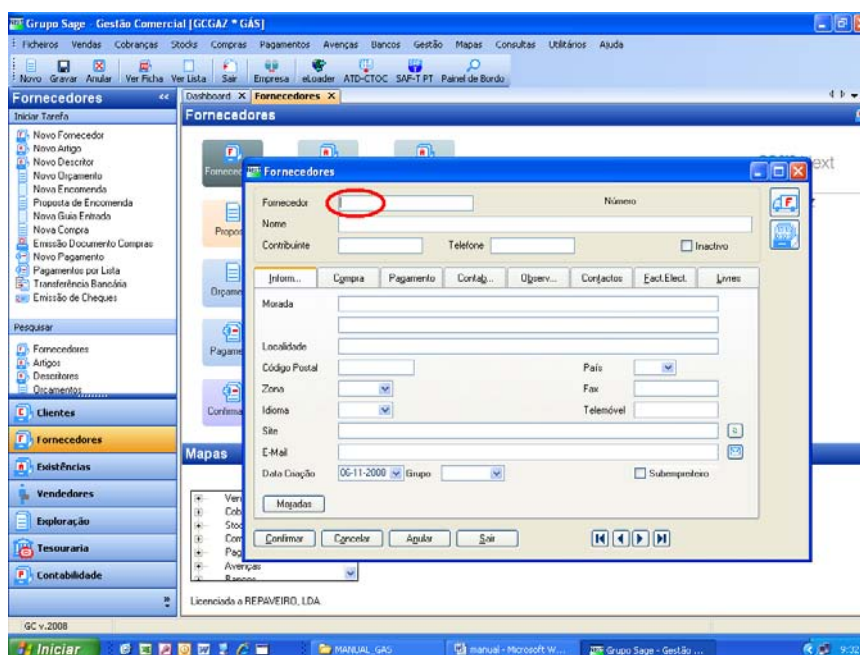 Grupo Sage - Gestão Comercial [GCGAZ * GÁS]
Ficheiros Vendas Cobranças Stocks Compras Pagamentos Avenças Bancos Gestão Mapas Consultas Utilitários Ajuda
Novo Gravar Anular Ver Ficha Ver Lista Sair Empresa eLoader ATD-CTOC SAF-T PT Painel de Bordo
Fornecedores «
Dashboard X Fornecedores X
Iniciar Tarefa
Fornecedores
Novo Fornecedor
Novo Artigo
Novo Descritor
Novo Orçamento
Nova Encomenda
Proposta de Encomenda
Nova Guia Entrada
Nova Compra
Emissão Documento Compras
Novo Pagamento
Pagamentos por Lista
Transferência Bancária
Emissão de Cheques
Pesquisar
Fornecedores
Artigos
Descritores
Orçamentos
Clientes
Fornecedores
Existências
Vendedores
Exploração
Tesouraria
Contabilidade
»
Fornecedores
Fornecedor
Número
Nome
Contribuinte Telefone Inactivo
Inform... Compra Pagamento Contab... Observ... Contactos Fact.Elect. Livres
Morada
Localidade
Código Postal País
Zona Fax
Idioma Telemóvel
Site
E-Mail
Data Criação 06-11-2000 Grupo Subempreiteiro
Moradas
Confirmar Cancelar Anular Sair
Mapas
Licenciada a REPAVEIRO, LDA.
GC v.2008
Iniciar MANUAL_GAS manual - Microsoft W... Grupo Sage - Gestão ... 9:32